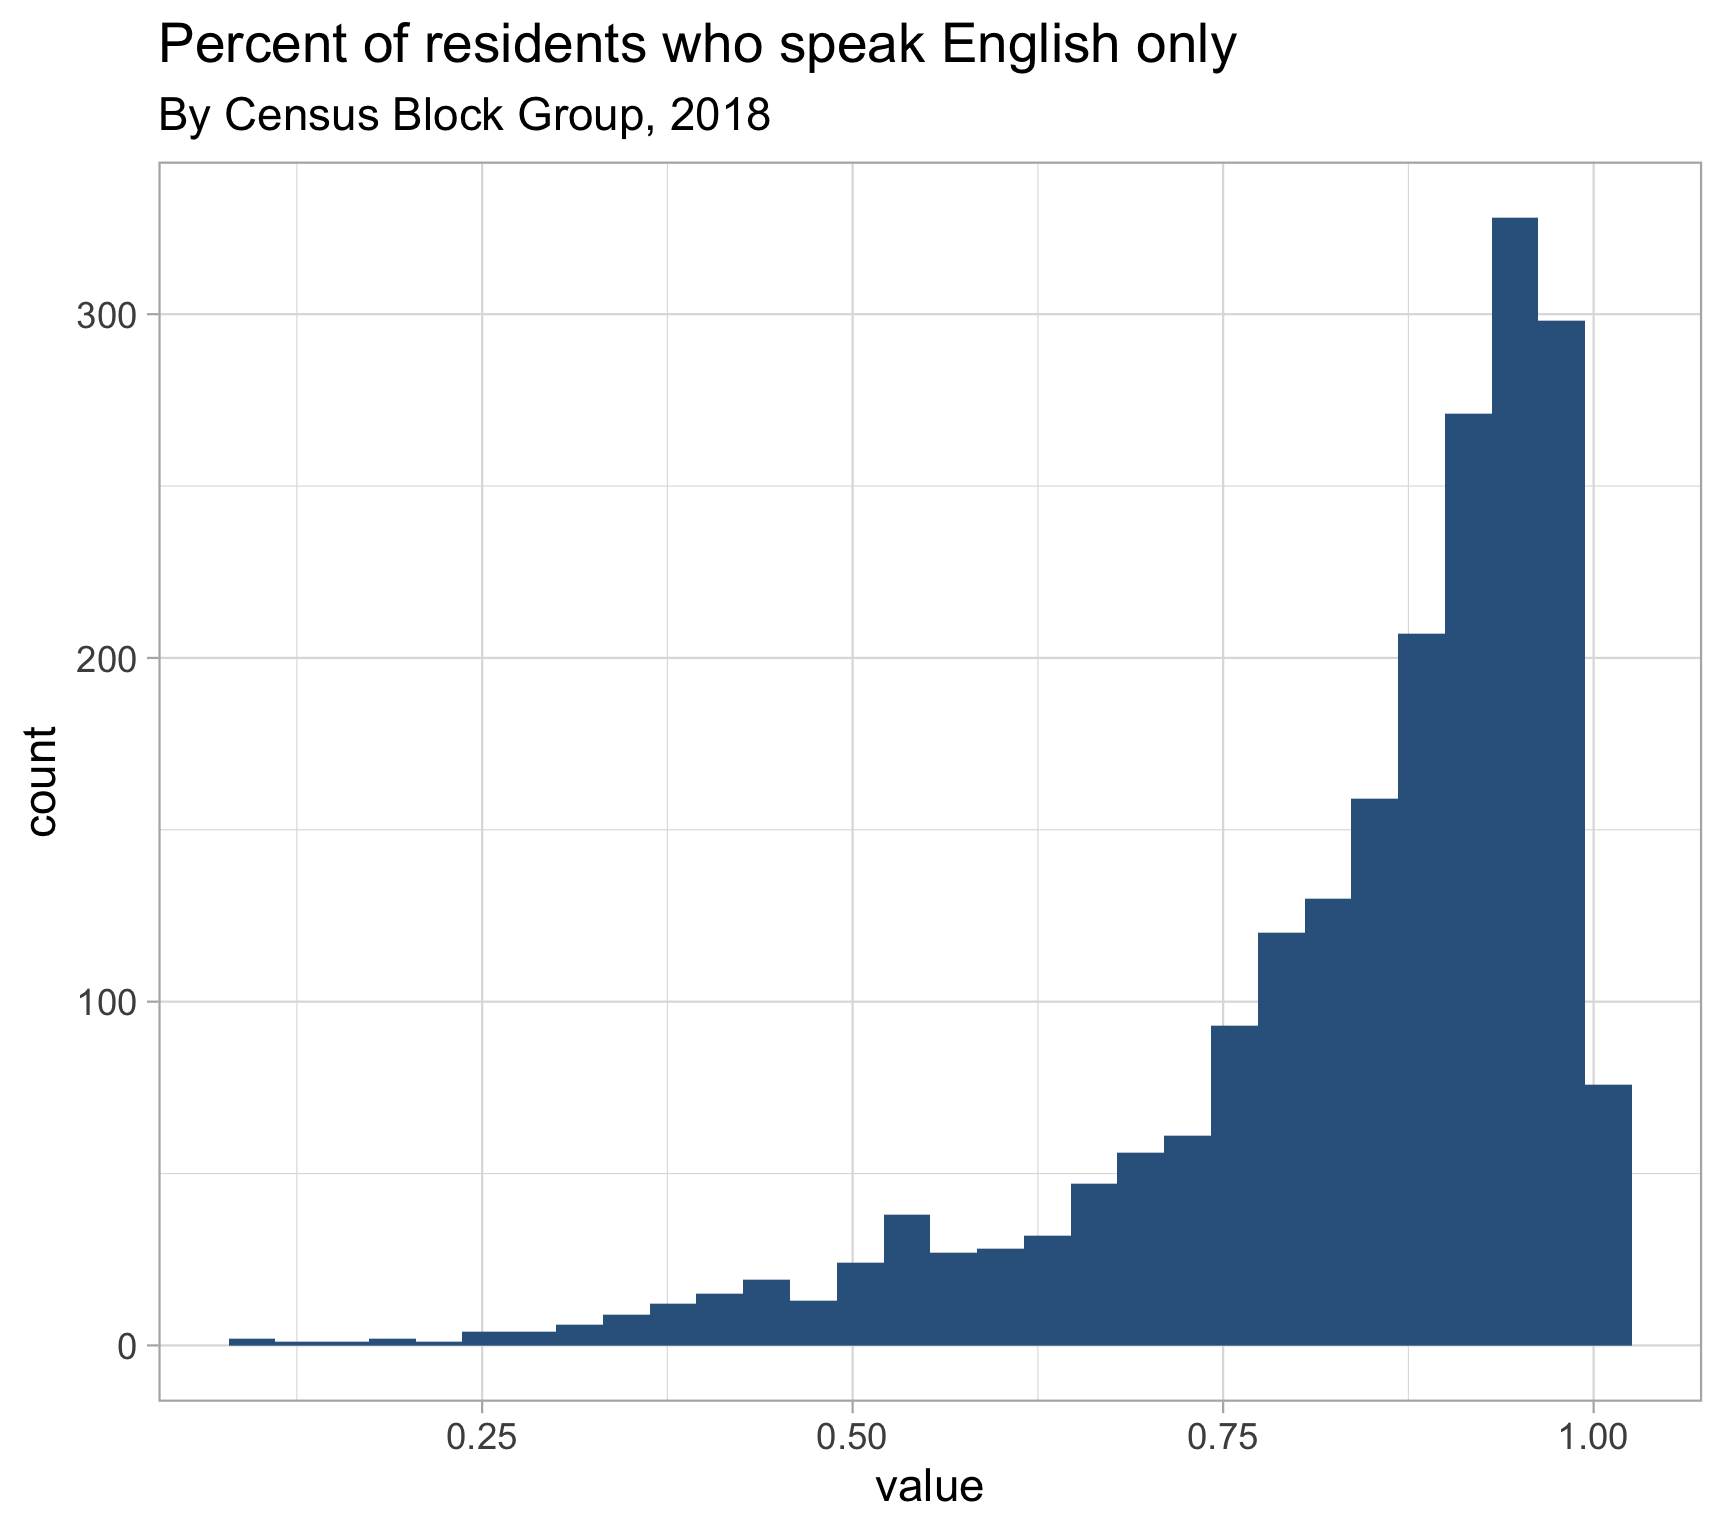 Percent of residents who speak English only
By Census Block Group, 2018
300
200
100
0
count
0.25 0.50 0.75 1.00
value